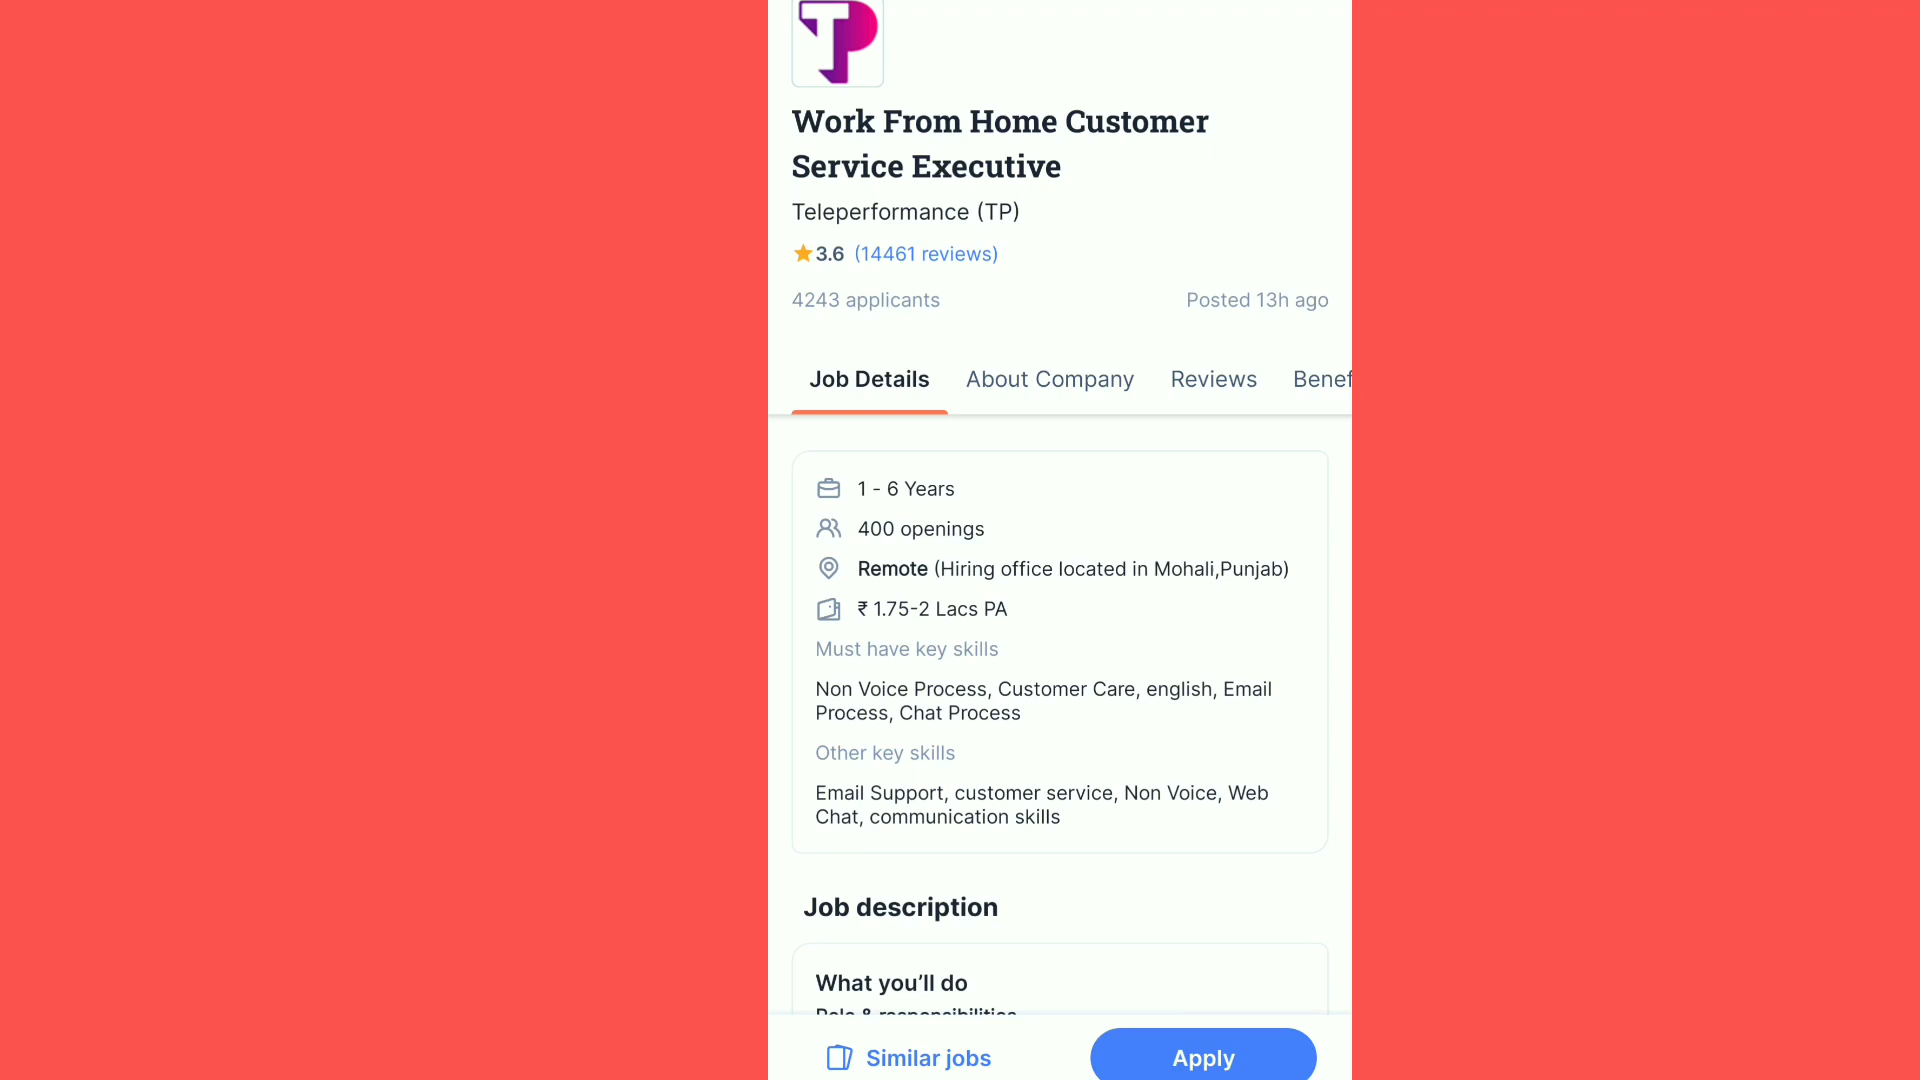 TP
Work From Home Customer
Service Executive
Teleperformance (TP)
3.6 (14461 reviews)
4243 applicants Posted 13h ago
Job Details About Company Reviews Benef
1 - 6 Years
400 openings
Remote (Hiring office located in Mohali,Punjab)
₹ 1.75-2 Lacs PA
Must have key skills
Non Voice Process, Customer Care, english, Email
Process, Chat Process
Other key skills
Email Support, customer service, Non Voice, Web
Chat, communication skills
Job description
What you’ll do
Role & responsibilities
Similar jobs Apply